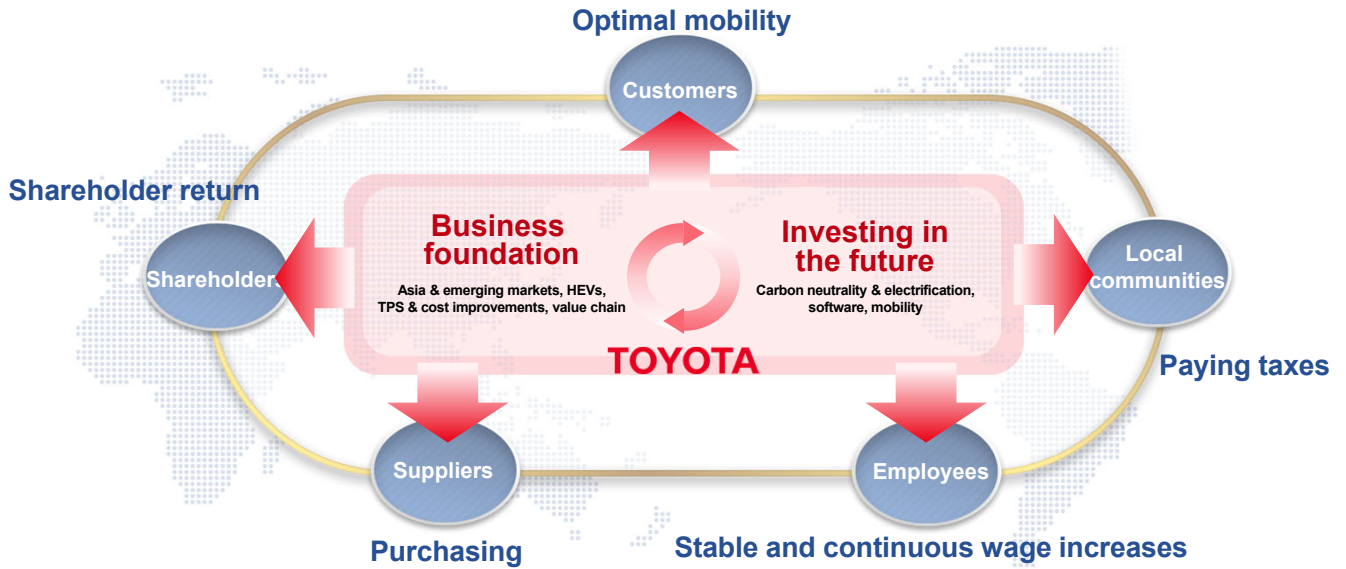 Optimal mobility
Customers
Shareholder return
Shareholders
Business
foundation
Asia & emerging markets, HEVs,
TPS & cost improvements, value chain
Investing in
the future
Carbon neutrality & electrification,
software, mobility
Local
communities
TOYOTA
Paying taxes
Suppliers
Employees
Purchasing
Stable and continuous wage increases